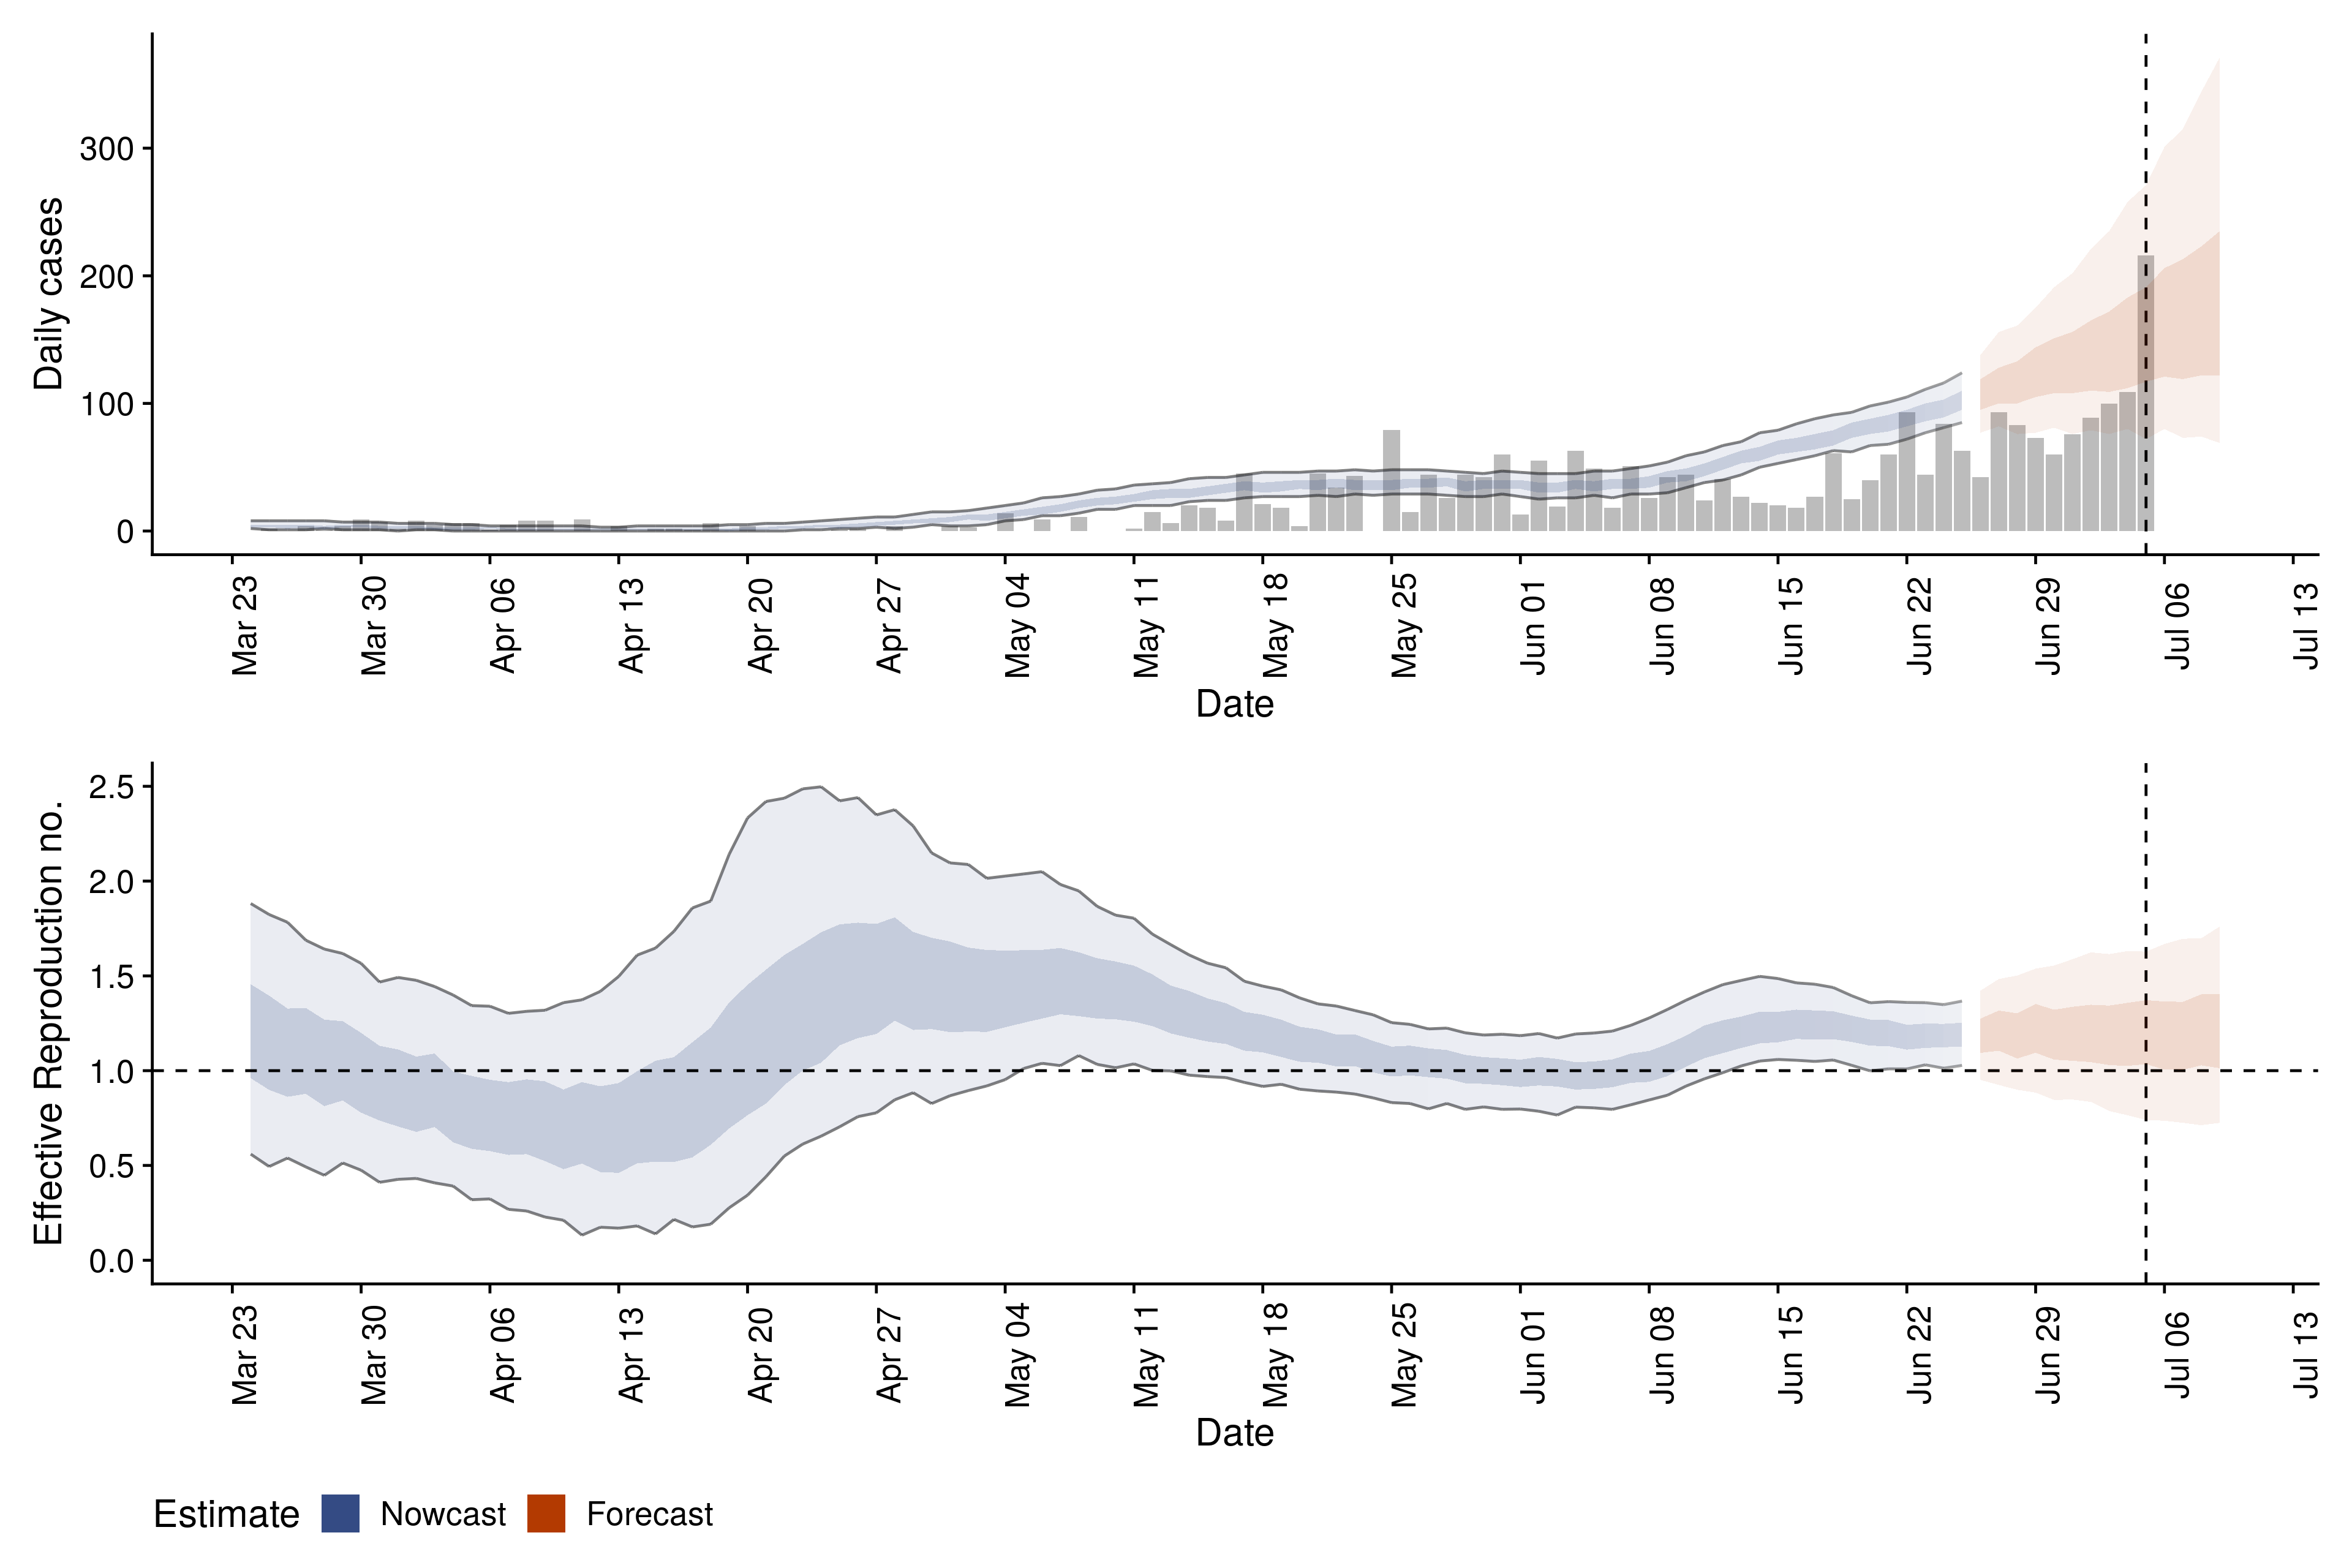 Daily cases
300
200
100
0
Mar 23
Mar 30
Apr 06
Apr 13
Apr 20
Apr 27
May 04
May 11
May 18
May 25
Jun 01
Jun 08
Jun 15
Jun 22
Jun 29
Jul 06
Jul 13
Date
Effective Reproduction no.
2.5
2.0
1.5
1.0
0.5
0.0
Mar 23
Mar 30
Apr 06
Apr 13
Apr 20
Apr 27
May 04
May 11
May 18
May 25
Jun 01
Jun 08
Jun 15
Jun 22
Jun 29
Jul 06
Jul 13
Date
Estimate Nowcast Forecast